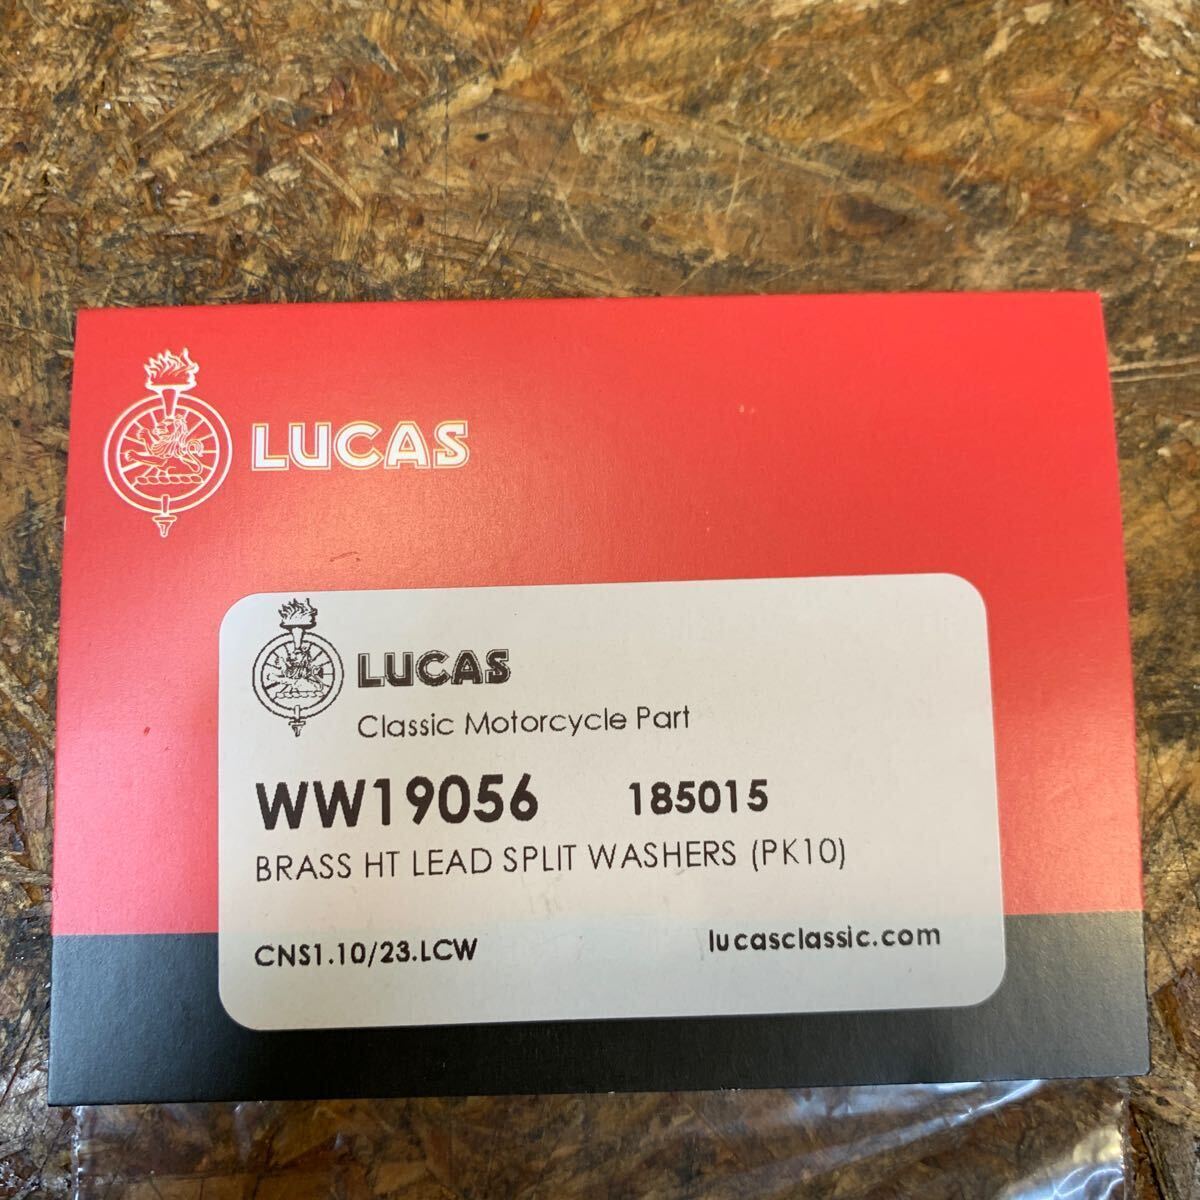 LUCAS
LUCAS
Classic Motorcycle Part
WW19056 185015
BRASS HT LEAD SPLIT WASHERS (PK10)
CNS1.10/23.LCW lucasclassic.com